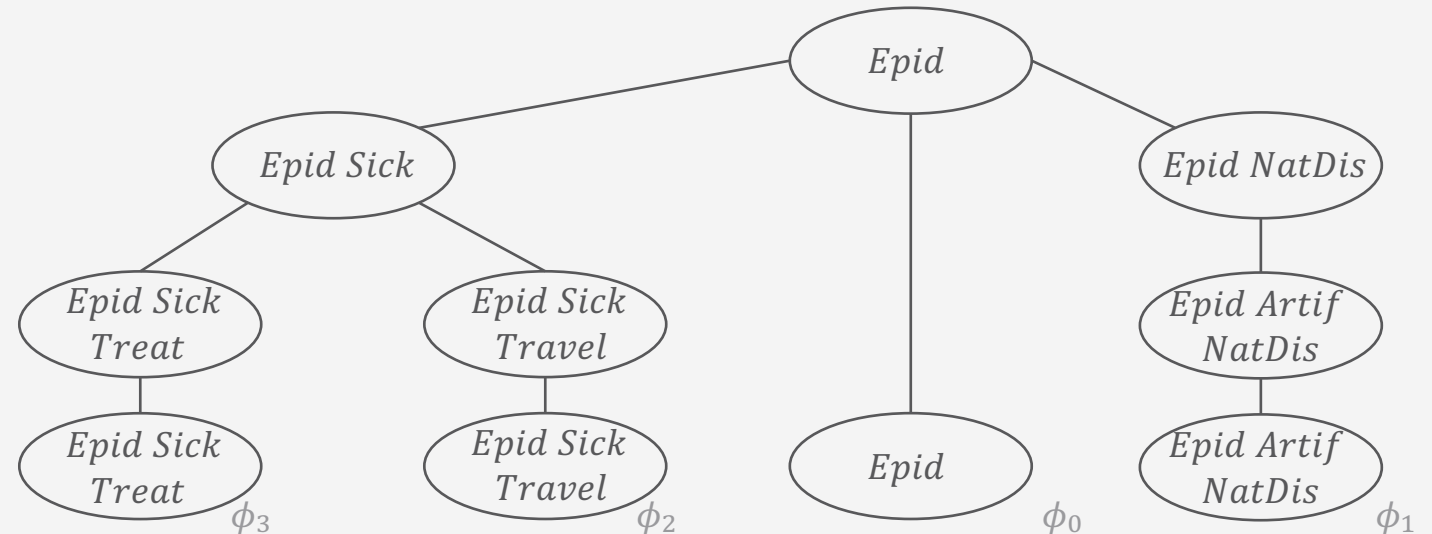 Epid
Epid Sick
Epid NatDis
Epid Sick
Treat
Epid Sick
Travel
Epid Artif
NatDis
Epid Sick
Treat
ϕ₃
Epid Sick
Travel
ϕ₂
Epid
ϕ₀
Epid Artif
NatDis
ϕ₁